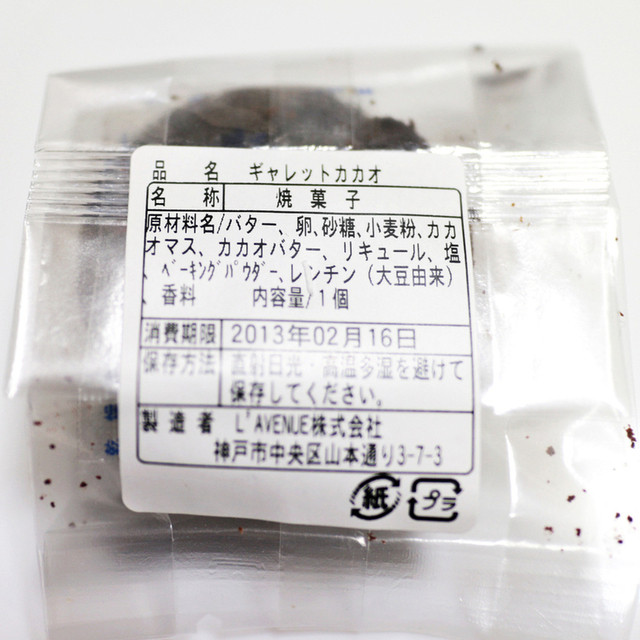 品 名 ギャレットカカオ
名 称 焼 菓 子
原材料名/バター、卵、砂糖、小麦粉、カカ
オマス、カカオバター、リキュール、塩
、ベーキングパウダー、レシチン（大豆由来）
、香料 内容量/1個
消費期限 2013年02月16日
保存方法 直射日光・高温多湿を避けて
保存してください。
製造者 L'AVENUE株式会社
神戸市中央区山本通り3-7-3
紙 プラ